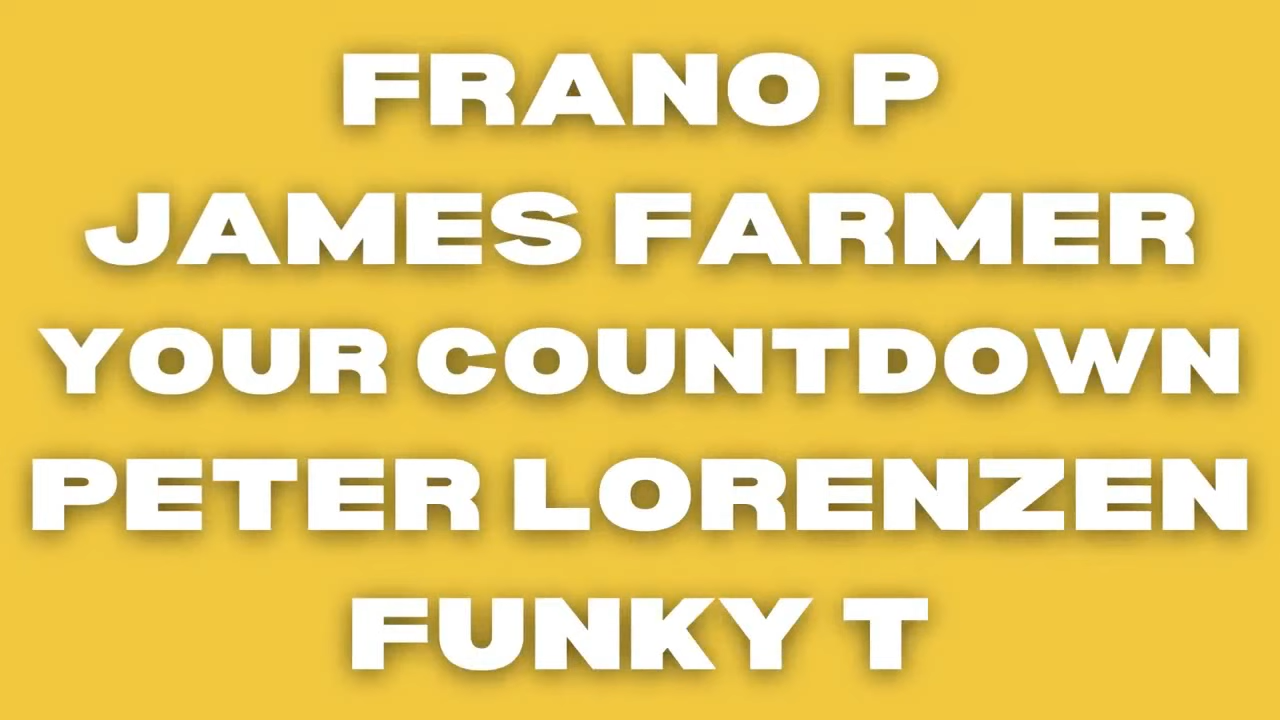 FRANO P
JAMES FARMER
YOUR COUNTDOWN
PETER LORENZEN
FUNKY T